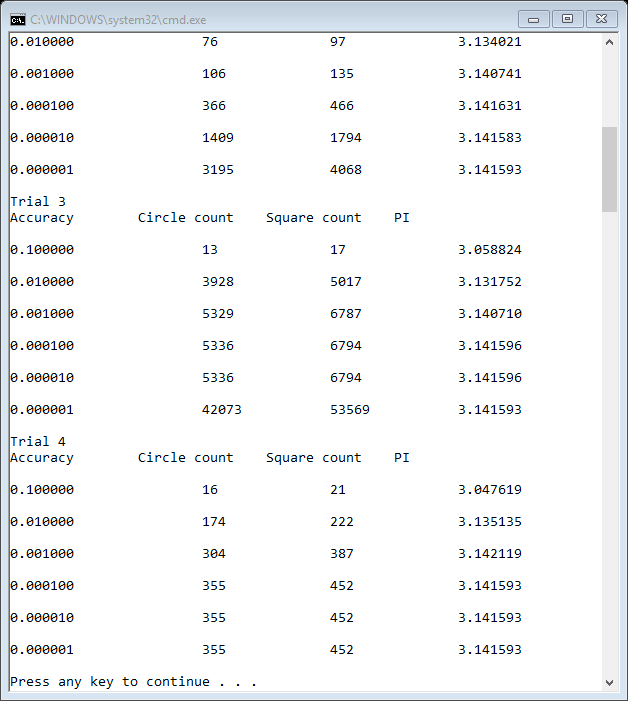 C:\WINDOWS\system32\cmd.exe
0.010000 76 97 3.134021
0.001000 106 135 3.140741
0.000100 366 466 3.141631
0.000010 1409 1794 3.141583
0.000001 3195 4068 3.141593
Trial 3
Accuracy Circle count Square count PI
0.100000 13 17 3.058824
0.010000 3928 5017 3.131752
0.001000 5329 6787 3.140710
0.000100 5336 6794 3.141596
0.000010 5336 6794 3.141596
0.000001 42073 53569 3.141593
Trial 4
Accuracy Circle count Square count PI
0.100000 16 21 3.047619
0.010000 174 222 3.135135
0.001000 304 387 3.142119
0.000100 355 452 3.141593
0.000010 355 452 3.141593
0.000001 355 452 3.141593
Press any key to continue . . .